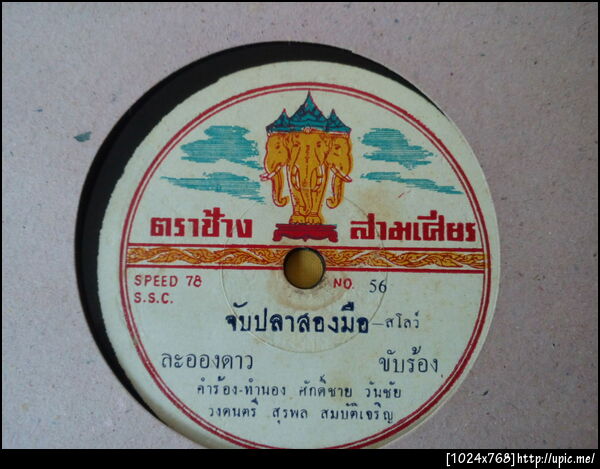 ตราช้าง สามเศียร
SPEED 78 NO. 56
S.S.C.
จับปลาสองมือ - สโลว์
ละอองดาว ขับร้อง
คำร้อง-ทำนอง ศักดิ์ชาย วันชัย
วงดนตรี สุรพล สมบัติเจริญ
[1024x768]http://upic.me/